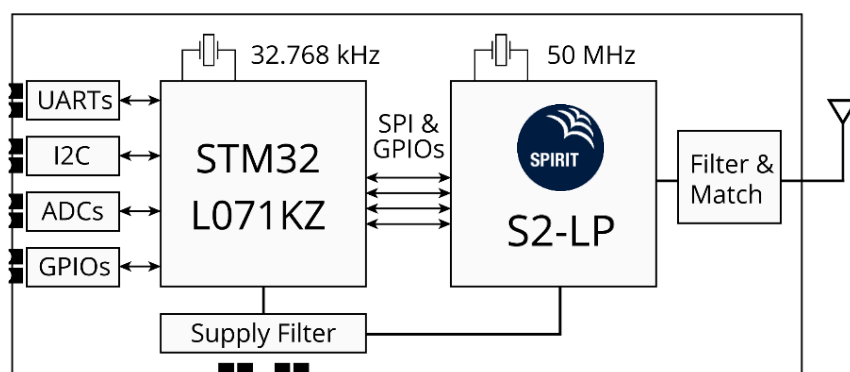 32.768 kHz
50 MHz
UARTs
I2C
ADCs
GPIOs
STM32
L071KZ
SPI &
GPIOs
SPIRIT
S2-LP
Filter &
Match
Supply Filter